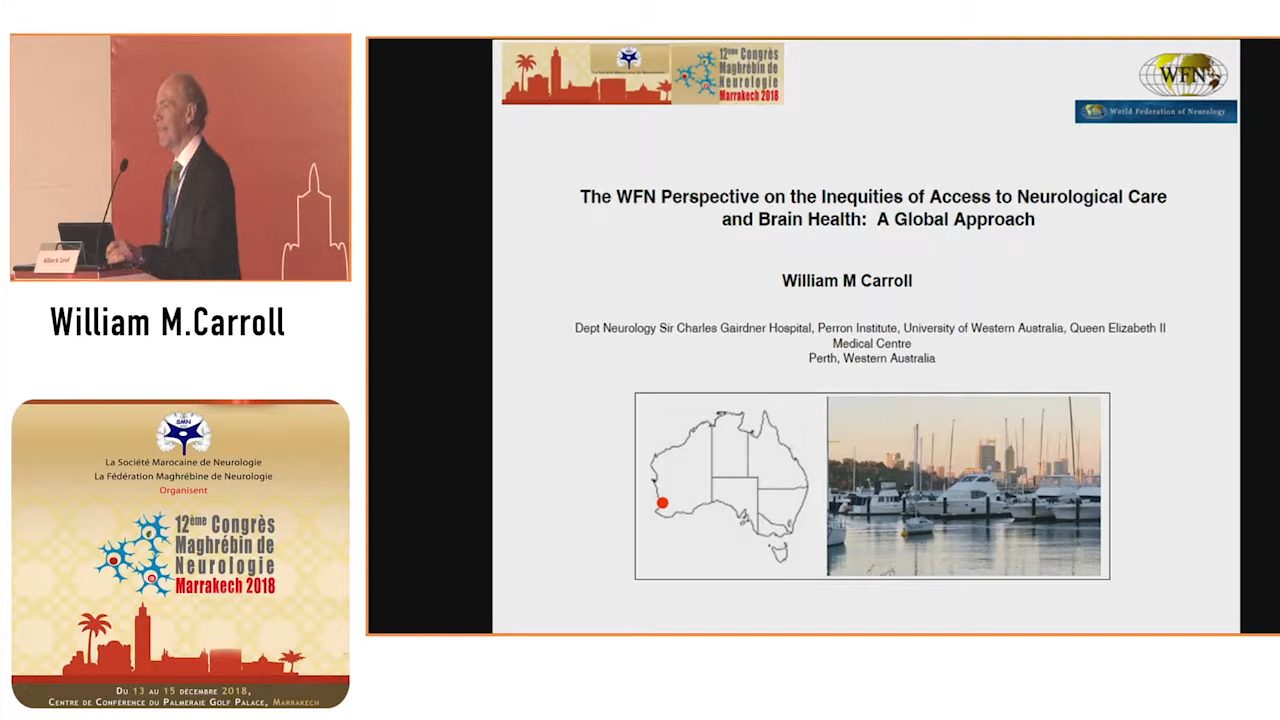 William M. Carroll
William M.Carroll
SMN
La Société Marocaine de Neurologie
La Fédération Maghrébine de Neurologie
Organisent
12ème Congrès
Maghrébin de
Neurologie
Marrakech 2018
Du 13 au 15 décembre 2018,
Centre de Conférence du Palmeraie Golf Palace, Marrakech
12ème Congrès
Maghrébin de
Neurologie
Marrakech 2018
WFN
World Federation of Neurology
The WFN Perspective on the Inequities of Access to Neurological Care
and Brain Health: A Global Approach
William M Carroll
Dept Neurology Sir Charles Gairdner Hospital, Perron Institute, University of Western Australia, Queen Elizabeth II
Medical Centre
Perth, Western Australia